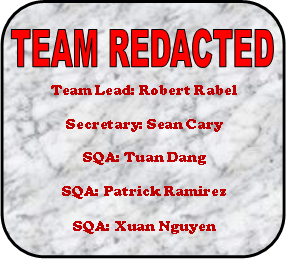 TEAM REDACTED
Team Lead: Robert Rabel
Secretary: Sean Cary
SQA: Tuan Dang
SQA: Patrick Ramirez
SQA: Xuan Nguyen